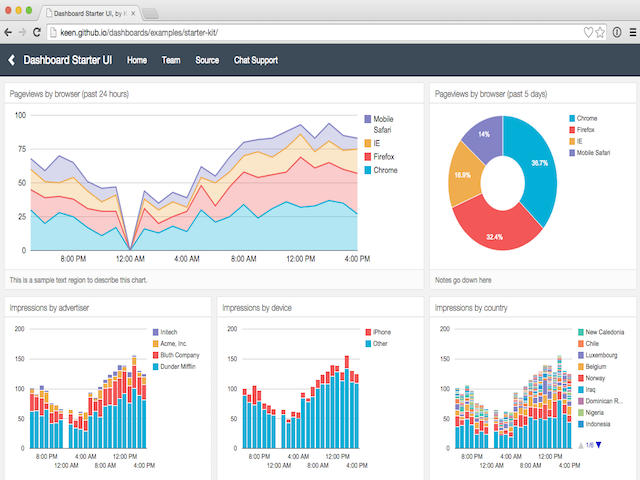 Dashboard Starter UI, by K
keen.github.io/dashboards/examples/starter-kit/
Dashboard Starter UI Home Team Source Chat Support
Pageviews by browser (past 24 hours)
100
75
50
25
0
8:00 PM 12:00 AM 4:00 AM 8:00 AM 12:00 PM 4:00 PM
Mobile
Safari
IE
Firefox
Chrome
This is a sample text region to describe this chart.
Pageviews by browser (past 5 days)
14%
36.7%
16.9%
32.4%
Chrome
Firefox
IE
Mobile Safari
Notes go down here
Impressions by advertiser
200
150
100
50
0
8:00 PM 4:00 AM 12:00 PM
12:00 AM 8:00 AM 4:00 PM
Initech
Acme, Inc.
Bluth Company
Dunder Mifflin
Impressions by device
200
150
100
50
0
8:00 PM 4:00 AM 12:00 PM
12:00 AM 8:00 AM 4:00 PM
iPhone
Other
Impressions by country
200
150
100
50
0
8:00 PM 4:00 AM 12:00 PM
12:00 AM 8:00 AM 4:00 PM
New Caledonia
Chile
Luxembourg
Belgium
Norway
Iraq
Dominican R...
Nigeria
Indonesia
1/6